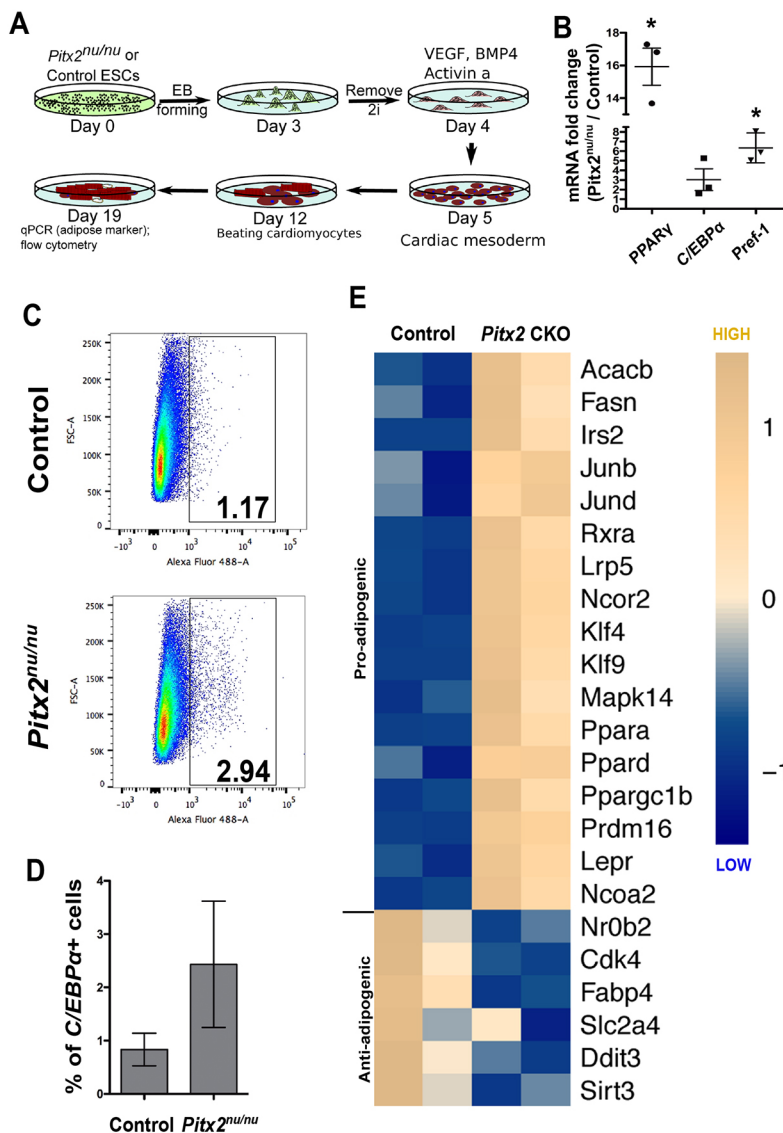 A
Pitx2nu/nu or
Control ESCs
EB
forming
Remove
2i
VEGF, BMP4
Activin a
Day 0
Day 3
Day 4
Day 19
qPCR (adipose marker);
flow cytometry
Day 12
Beating cardiomyocytes
Day 5
Cardiac mesoderm
B
mRNA fold change
(Pitx2nu/nu / Control)
18
16
14
12
8
7
6
5
4
3
2
1
0
*
*
PPARγ
C/EBPα
Pref-1
C
Control
FSC-A
250K
200K
150K
100K
50K
0
1.17
-10³ 0 10³ 10⁴ 10⁵
Alexa Fluor 488-A
Pitx2nu/nu
FSC-A
250K
200K
150K
100K
50K
0
2.94
-10³ 0 10³ 10⁴ 10⁵
Alexa Fluor 488-A
D
% of C/EBPα+ cells
4
3
2
1
0
Control Pitx2nu/nu
E
Control Pitx2 CKO
Pro-adipogenic
Anti-adipogenic
Acacb
Fasn
Irs2
Junb
Jund
Rxra
Lrp5
Ncor2
Klf4
Klf9
Mapk14
Ppara
Ppard
Ppargc1b
Prdm16
Lepr
Ncoa2
Nr0b2
Cdk4
Fabp4
Slc2a4
Ddit3
Sirt3
HIGH
1
0
−1
LOW